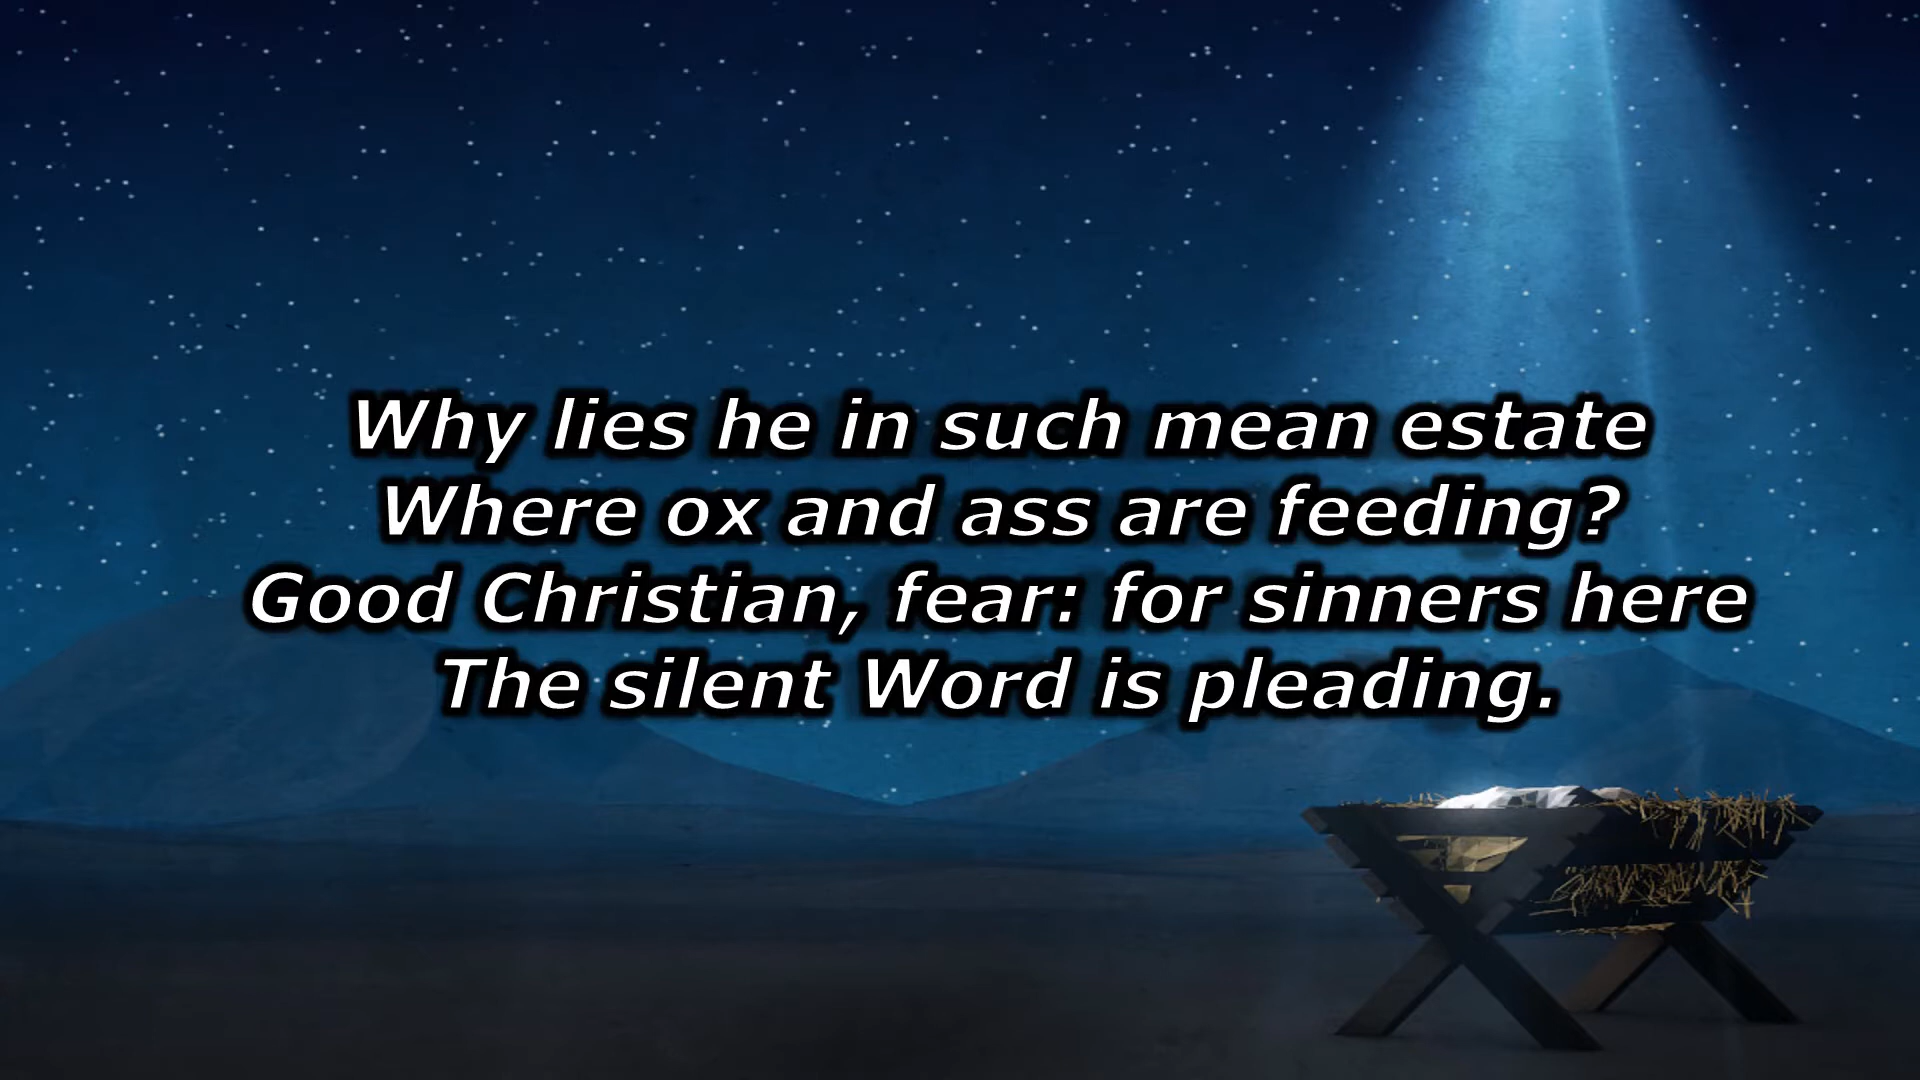 Why lies he in such mean estate
Where ox and ass are feeding?
Good Christian, fear: for sinners here
The silent Word is pleading.